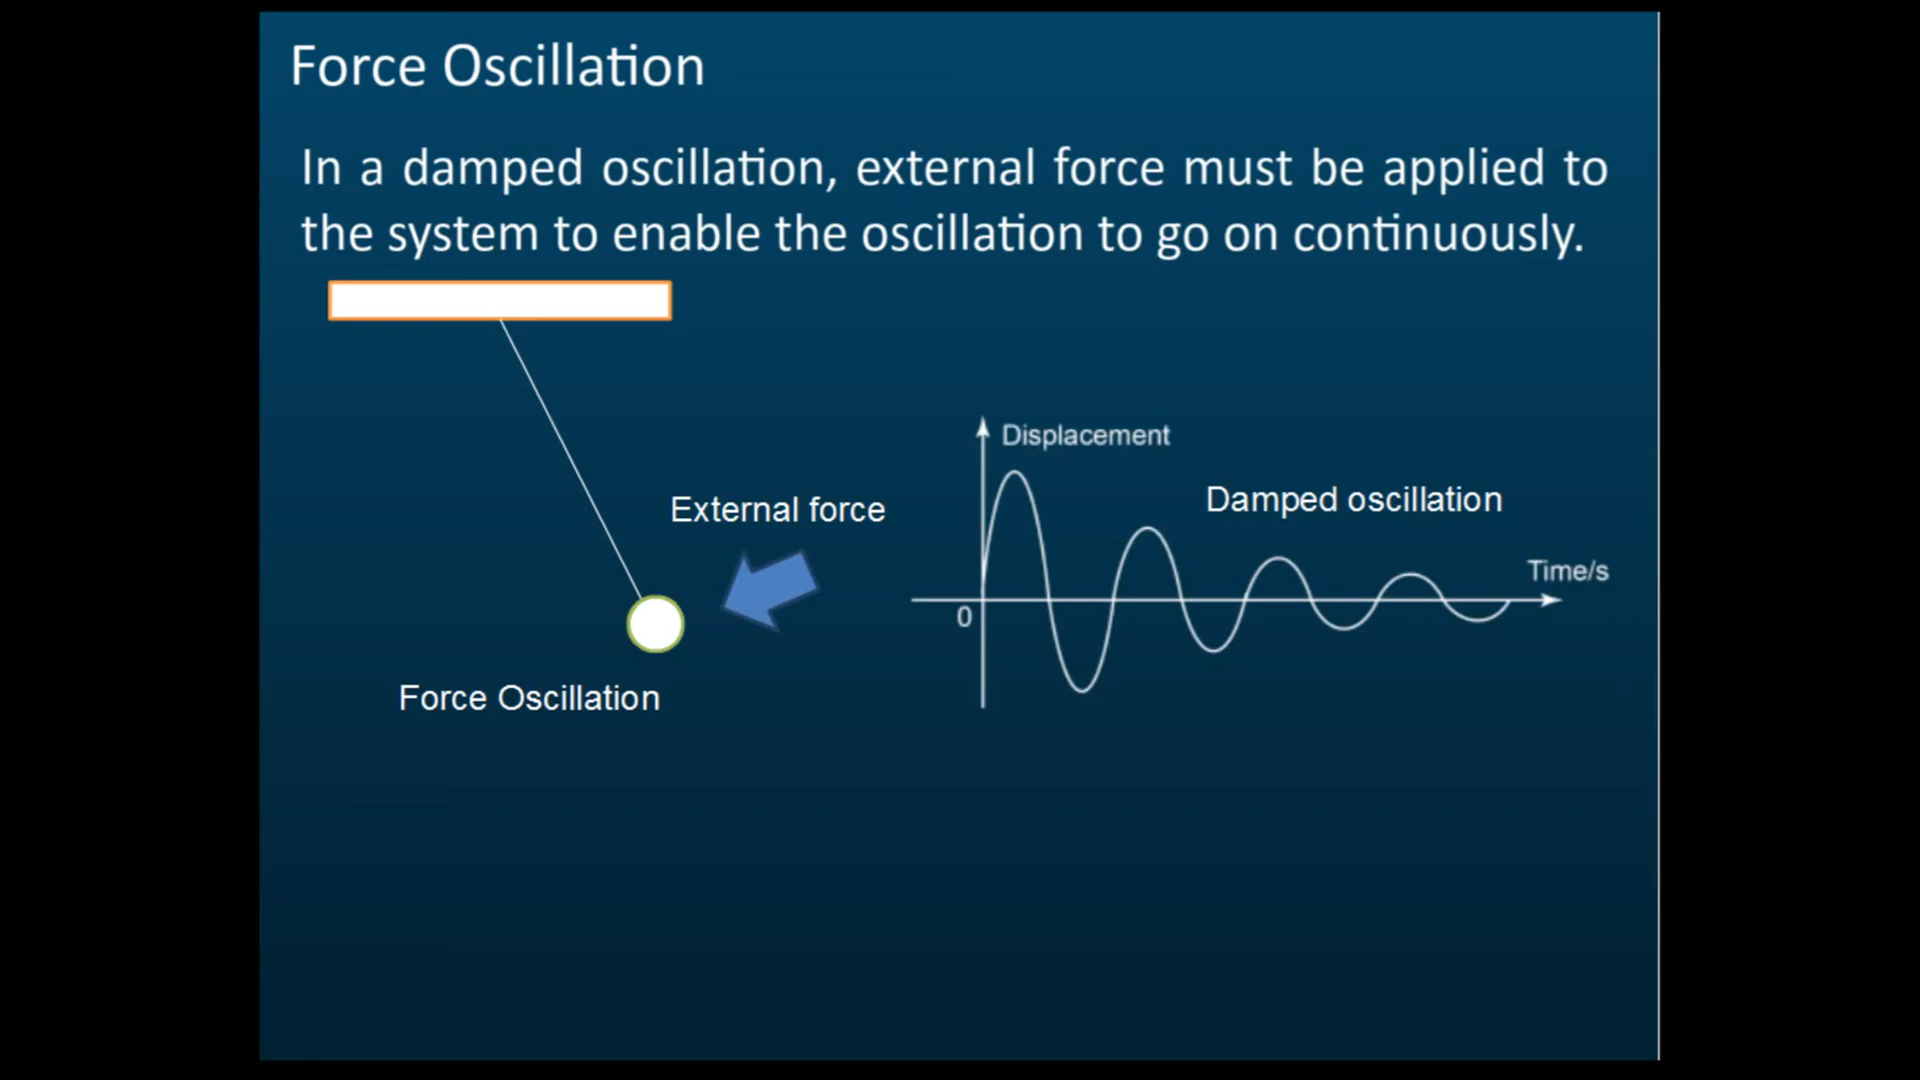 Force Oscillation
In a damped oscillation, external force must be applied to
the system to enable the oscillation to go on continuously.
Displacement
External force
Damped oscillation
Time/s
0
Force Oscillation